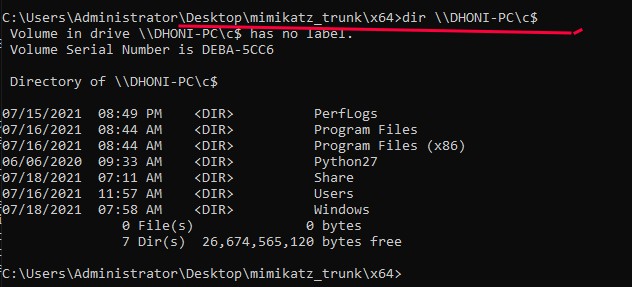 C:\Users\Administrator\Desktop\mimikatz_trunk\x64>dir \\DHONI-PC\c$
 Volume in drive \\DHONI-PC\c$ has no label.
 Volume Serial Number is DEBA-5CC6

 Directory of \\DHONI-PC\c$

07/15/2021  08:49 PM    <DIR>          PerfLogs
07/16/2021  08:44 AM    <DIR>          Program Files
07/16/2021  08:44 AM    <DIR>          Program Files (x86)
06/06/2020  09:33 AM    <DIR>          Python27
07/18/2021  07:11 AM    <DIR>          Share
07/16/2021  11:57 AM    <DIR>          Users
07/18/2021  07:58 AM    <DIR>          Windows
               0 File(s)              0 bytes
               7 Dir(s)  26,674,565,120 bytes free

C:\Users\Administrator\Desktop\mimikatz_trunk\x64>